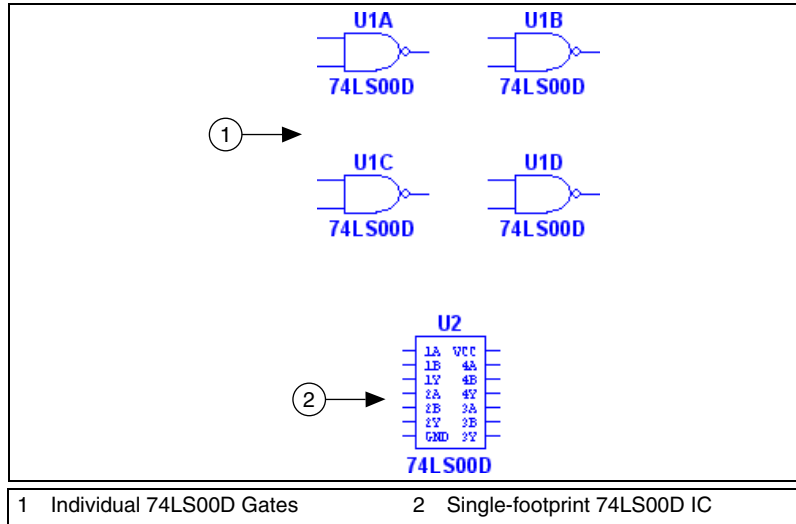 U1A U1B
74LS00D 74LS00D
1
U1C U1D
74LS00D 74LS00D
U2
1A VCC
1B 4A
1Y 4B
2 2A 4Y
2B 3A
2Y 3B
GND 3Y
74LS00D
1 Individual 74LS00D Gates 2 Single-footprint 74LS00D IC